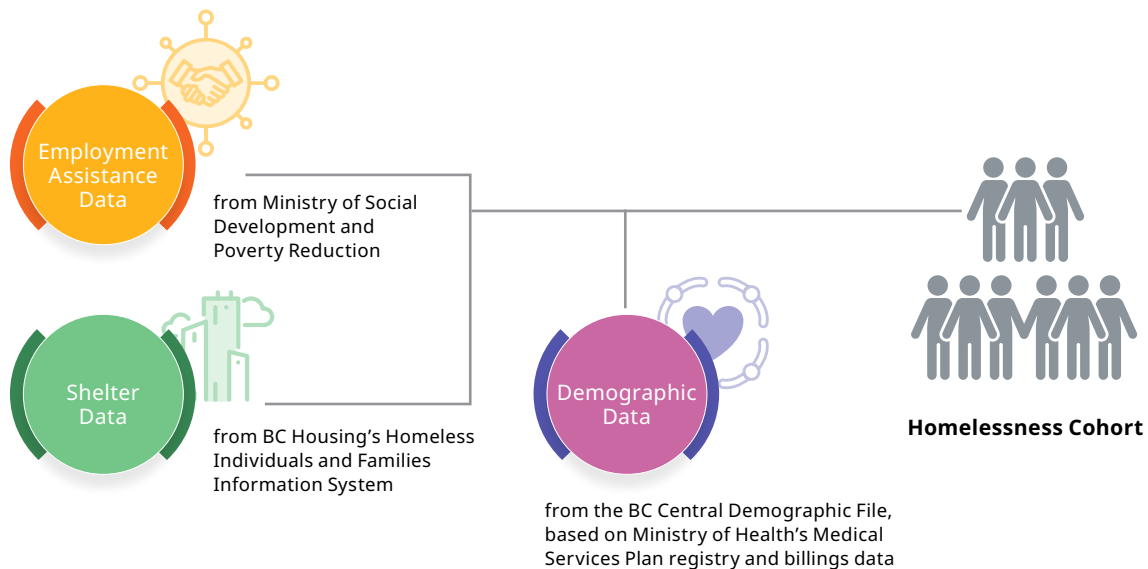 Employment
Assistance
Data
from Ministry of Social
Development and
Poverty Reduction
Shelter
Data
from BC Housing's Homeless
Individuals and Families
Information System
Demographic
Data
from the BC Central Demographic File,
based on Ministry of Health's Medical
Services Plan registry and billings data
Homelessness Cohort